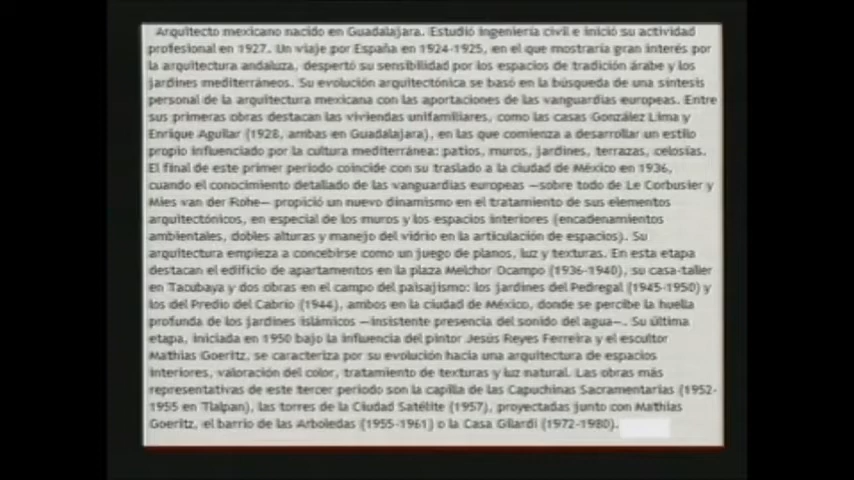 Arquitecto mexicano nacido en Guadalajara. Estudió ingeniería civil e inició su actividad
profesional en 1927. Un viaje por España en 1924-1925, en el que mostraría gran interés por
la arquitectura andaluza, despertó su sensibilidad por los espacios de tradición árabe y los
jardines mediterráneos. Su evolución arquitectónica se basó en la búsqueda de una síntesis
personal de la arquitectura mexicana con las aportaciones de las vanguardias europeas. Entre
sus primeras obras destacan las viviendas unifamiliares, como las casas González Lima y
Enrique Aguilar (1928, ambas en Guadalajara), en las que comienza a desarrollar un estilo
propio influenciado por la cultura mediterránea: patios, muros, jardines, terrazas, celosías.
El final de este primer periodo coincide con su traslado a la ciudad de México en 1936,
cuando el conocimiento detallado de las vanguardias europeas —sobre todo de Le Corbusier y
Mies van der Rohe— propició un nuevo dinamismo en el tratamiento de sus elementos
arquitectónicos, en especial de los muros y los espacios interiores (encadenamientos
ambientales, dobles alturas y manejo del vidrio en la articulación de espacios). Su
arquitectura empieza a concebirse como un juego de planos, luz y texturas. En esta etapa
destacan el edificio de apartamentos en la plaza Melchor Ocampo (1936-1940), su casa-taller
en Tacubaya y dos obras en el campo del paisajismo: los jardines del Pedregal (1945-1950) y
los del Predio del Cabrío (1944), ambos en la ciudad de México, donde se percibe la huella
profunda de los jardines islámicos —insistente presencia del sonido del agua—. Su última
etapa, iniciada en 1950 bajo la influencia del pintor Jesús Reyes Ferreira y el escultor
Mathias Goeritz, se caracteriza por su evolución hacia una arquitectura de espacios
interiores, valoración del color, tratamiento de texturas y luz natural. Las obras más
representativas de este tercer periodo son la capilla de las Capuchinas Sacramentarias (1952-
1955 en Tlalpan), las torres de la Ciudad Satélite (1957), proyectadas junto con Mathias
Goeritz, el barrio de las Arboledas (1955-1961) o la Casa Gilardi (1972-1980).